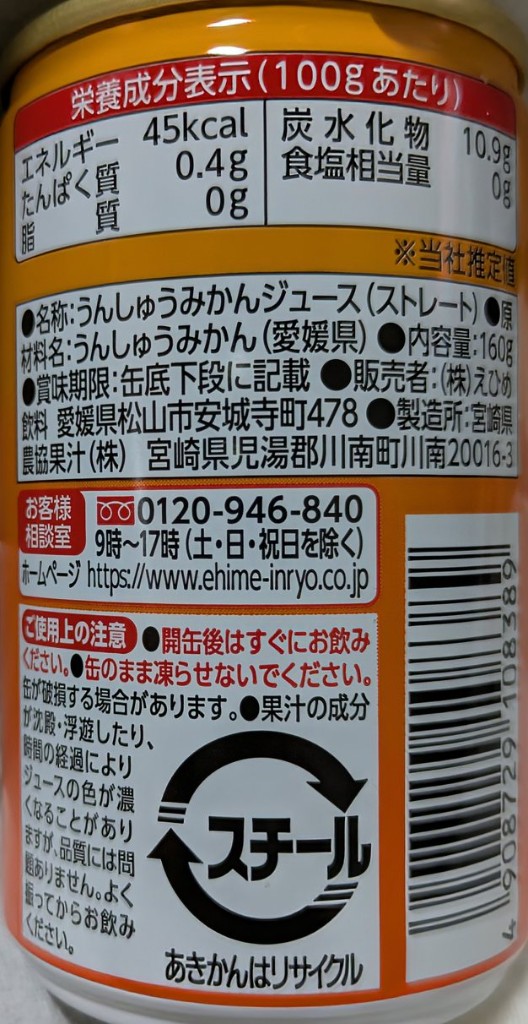 栄養成分表示(100gあたり)
エネルギー 45kcal
たんぱく質 0.4g
脂質 0g
炭水化物 10.9g
食塩相当量 0g
※当社推定値
●名称:うんしゅうみかんジュース(ストレート)●原
材料名:うんしゅうみかん(愛媛県)●内容量:160g
●賞味期限:缶底下段に記載 ●販売者:(株)えひめ
飲料 愛媛県松山市安城寺町478 ●製造所:宮崎県
農協果汁(株) 宮崎県児湯郡川南町川南20016-3
お客様
相談室
0120-946-840
9時〜17時(土・日・祝日を除く)
ホームページ https://www.ehime-inryo.co.jp
ご使用上の注意 ●開缶後はすぐにお飲み
ください。●缶のまま凍らせないでください。
缶が破損する場合があります。●果汁の成分
が沈殿・浮遊したり、
時間の経過により
ジュースの色が濃
くなることがあり
ますが、品質には問
題ありません。よく
振ってからお飲み
ください。
スチール
あきかんはリサイクル
4 908729 108389